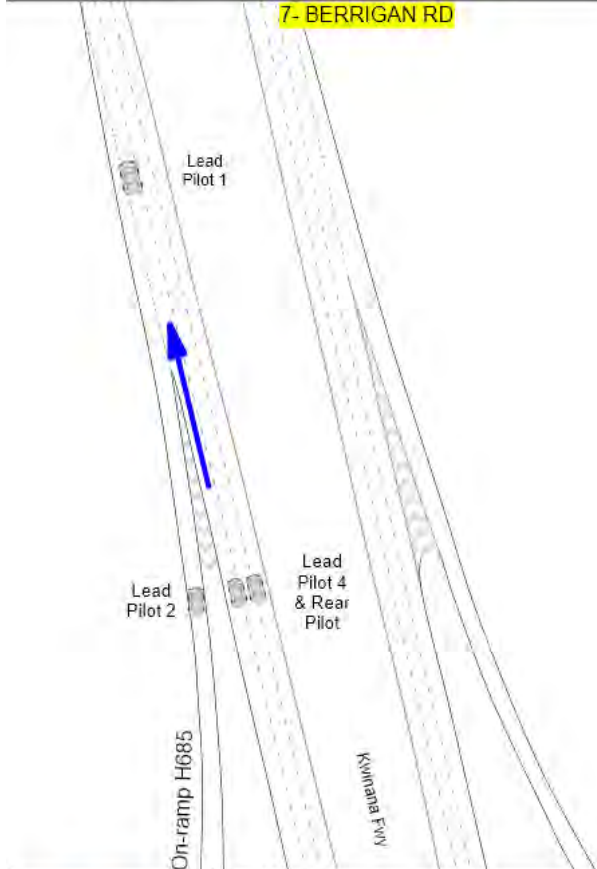 7- BERRIGAN RD
Lead
Pilot 1
Lead
Pilot 2
Lead
Pilot 4
& Rear
Pilot
On-ramp H685
Kwinana Fwy